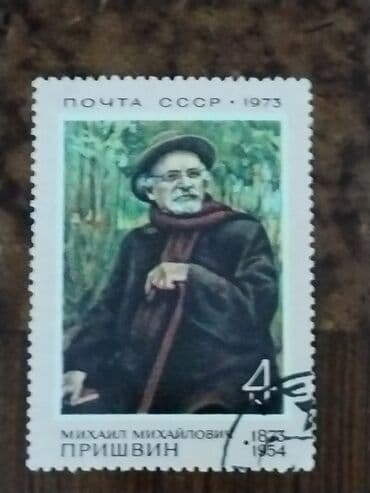 ПОЧТА СССР • 1973
4
К
МИХАИЛ МИХАЙЛОВИЧ 1873
ПРИШВИН 1954